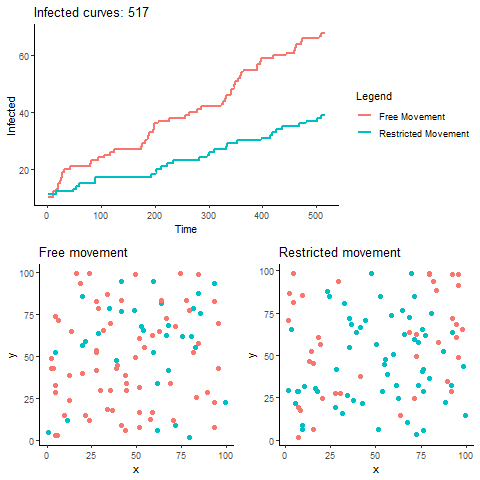 Infected curves: 517
Infected
60
40
20
0
100
200
300
400
500
Time
Legend
Free Movement
Restricted Movement
Free movement
y
100
75
50
25
0
0
25
50
75
100
x
Restricted movement
y
100
75
50
25
0
0
25
50
75
100
x